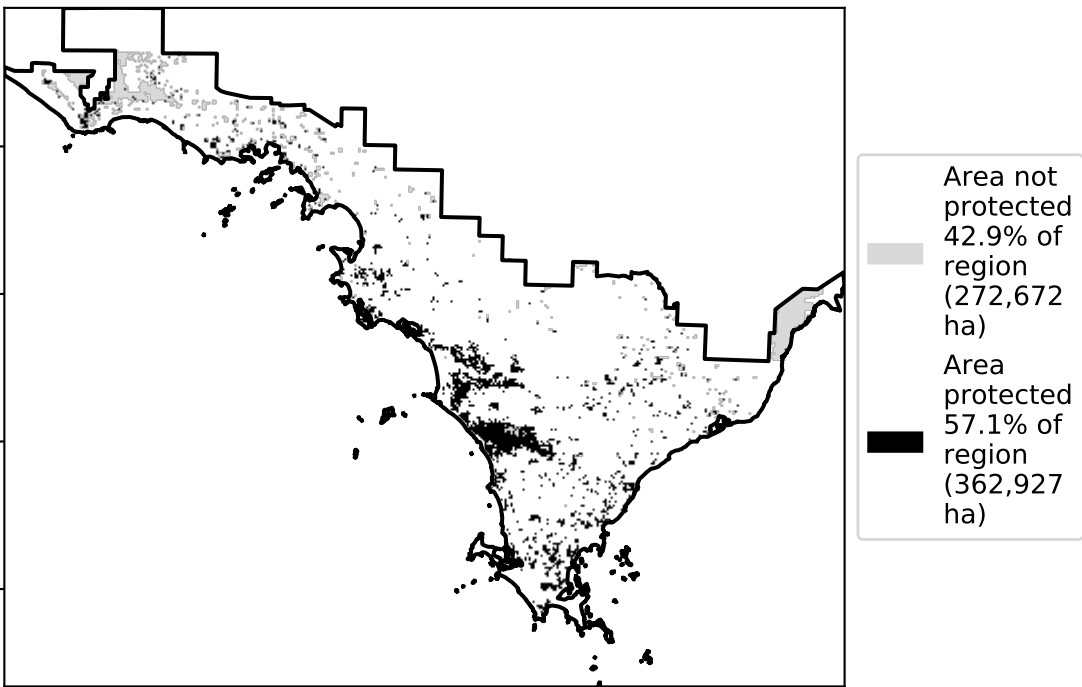 Area not
protected
42.9% of
region
(272,672
ha)
Area
protected
57.1% of
region
(362,927
ha)